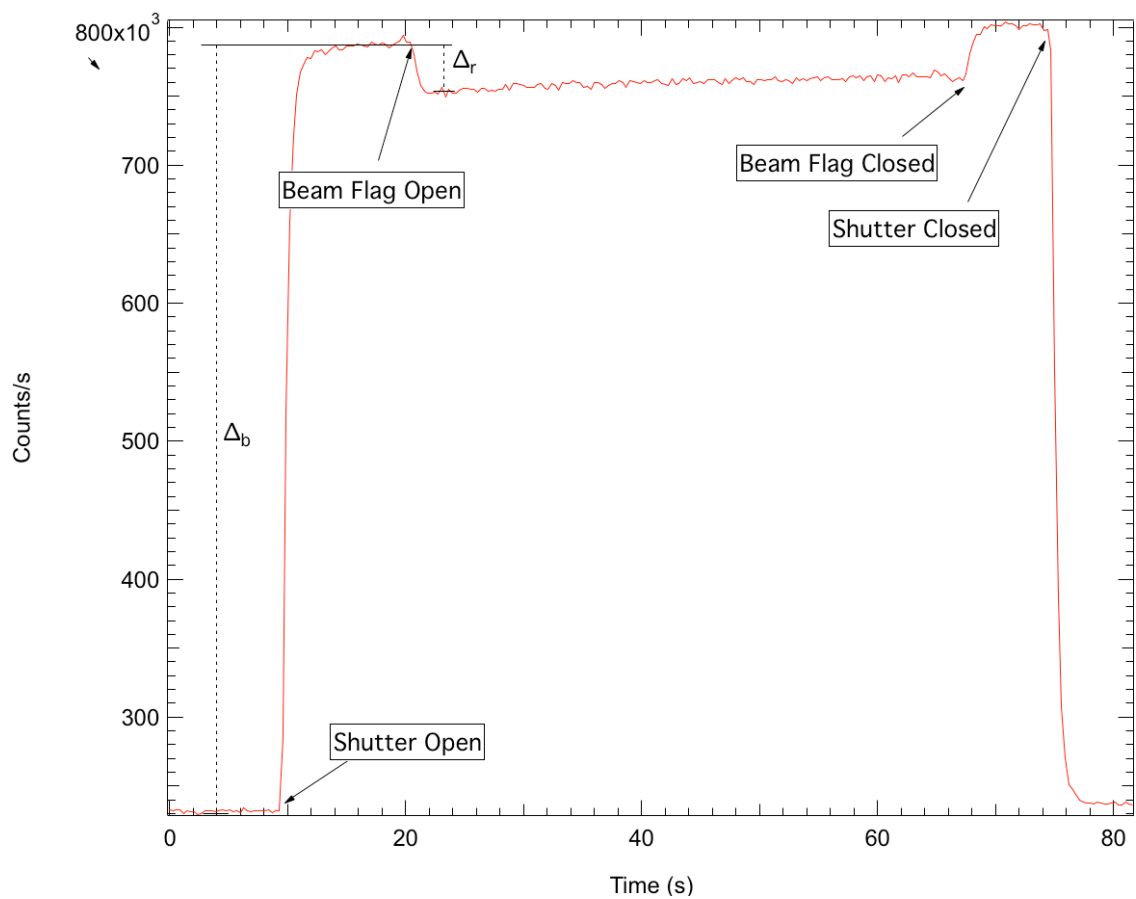 800x10³
Δr
Beam Flag Open
Beam Flag Closed
700
Shutter Closed
600
Counts/s
500
Δb
400
300
Shutter Open
0
20
40
60
80
Time (s)